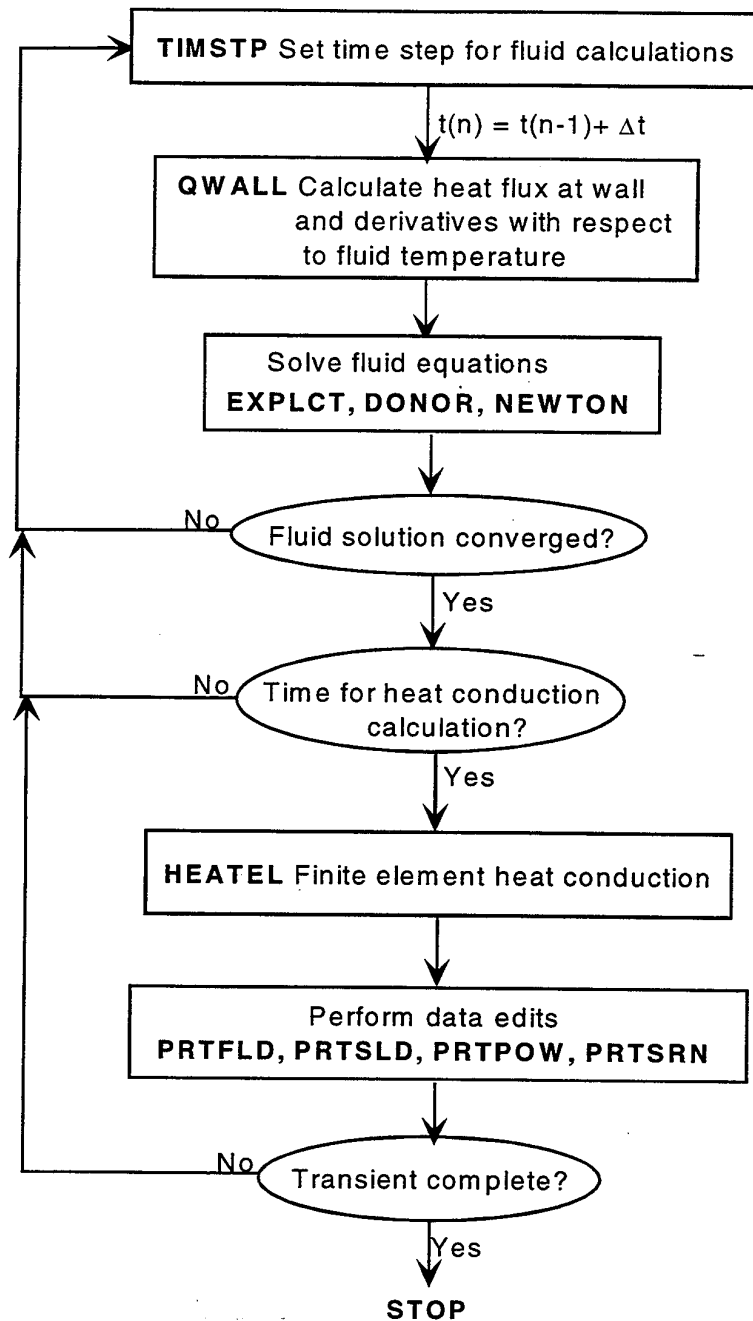 TIMSTP Set time step for fluid calculations
t(n) = t(n-1)+ Δt
QWALL Calculate heat flux at wall
and derivatives with respect
to fluid temperature
Solve fluid equations
EXPLCT, DONOR, NEWTON
No
Fluid solution converged?
Yes
No
Time for heat conduction
calculation?
Yes
HEATEL Finite element heat conduction
Perform data edits
PRTFLD, PRTSLD, PRTPOW, PRTSRN
No
Transient complete?
Yes
STOP